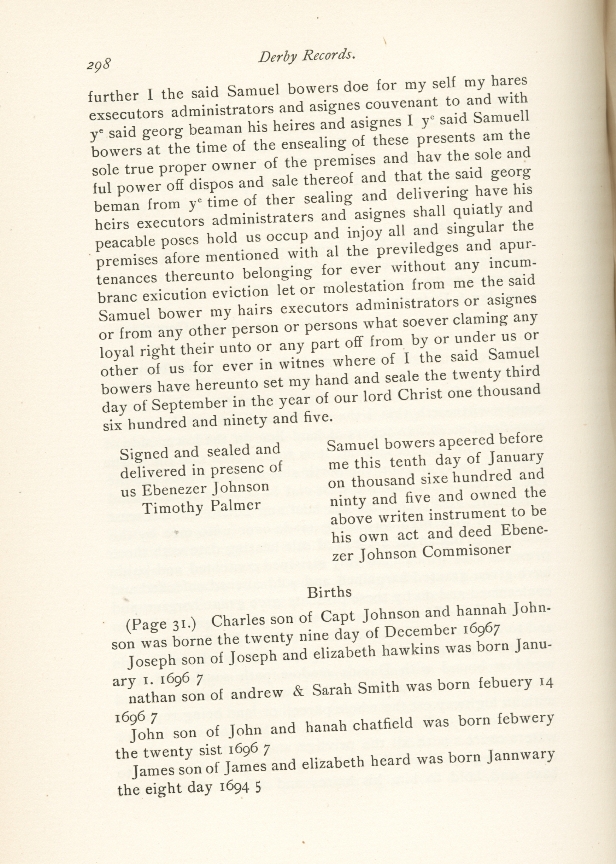 298
Derby Records.
further I the said Samuel bowers doe for my self my hares
exsecutors administrators and asignes couvenant to and with
yᵉ said georg beaman his heires and asignes I yᵉ said Samuell
bowers at the time of the ensealing of these presents am the
sole true proper owner of the premises and hav the sole and
ful power off dispos and sale thereof and that the said georg
beman from yᵉ time of ther sealing and delivering have his
heirs executors administraters and asignes shall quiatly and
peacable poses hold us occup and injoy all and singular the
premises afore mentioned with al the previledges and apur-
tenances thereunto belonging for ever without any incum-
branc exicution eviction let or molestation from me the said
Samuel bower my hairs executors administrators or asignes
or from any other person or persons what soever claming any
loyal right their unto or any part off from by or under us or
other of us for ever in witnes where of I the said Samuel
bowers have hereunto set my hand and seale the twenty third
day of September in the year of our lord Christ one thousand
six hundred and ninety and five.
Signed and sealed and
delivered in presenc of
us Ebenezer Johnson
Timothy Palmer
Samuel bowers apeered before
me this tenth day of January
on thousand sixe hundred and
ninty and five and owned the
above writen instrument to be
his own act and deed Ebene-
zer Johnson Commisoner
Births
(Page 31.) Charles son of Capt Johnson and hannah John-
son was borne the twenty nine day of December 16967
Joseph son of Joseph and elizabeth hawkins was born Janu-
ary 1. 1696 7
nathan son of andrew & Sarah Smith was born febuery 14
1696 7
John son of John and hanah chatfield was born febwery
the twenty sist 1696 7
James son of James and elizabeth heard was born Jannwary
the eight day 1694 5